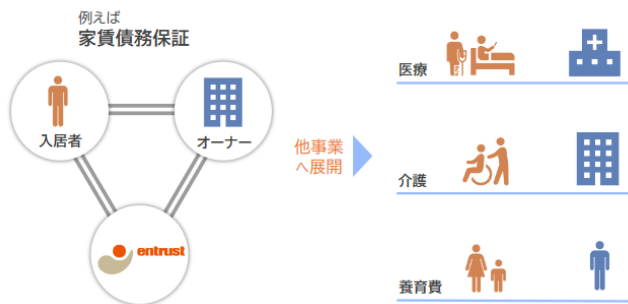 例えば
家賃債務保証
入居者
オーナー
entrust
他事業
へ展開
医療
介護
養育費